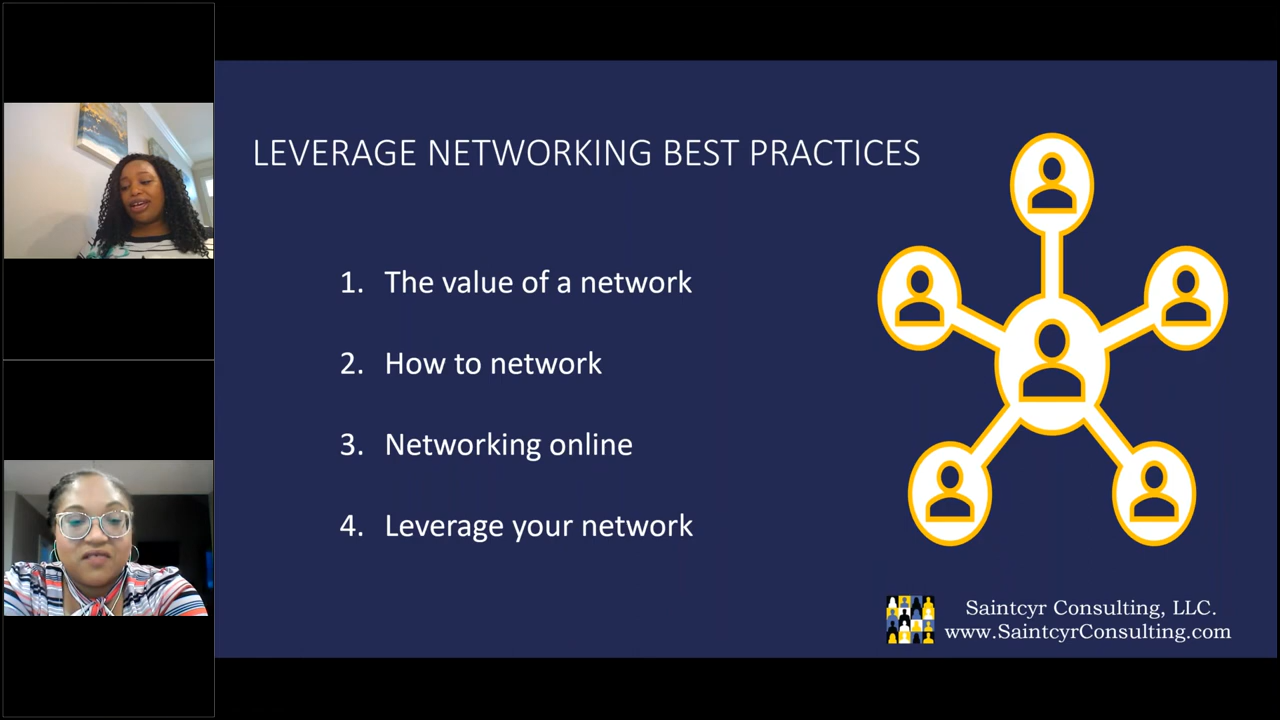 LEVERAGE NETWORKING BEST PRACTICES
1. The value of a network
2. How to network
3. Networking online
4. Leverage your network
Saintcyr Consulting, LLC.
www.SaintcyrConsulting.com